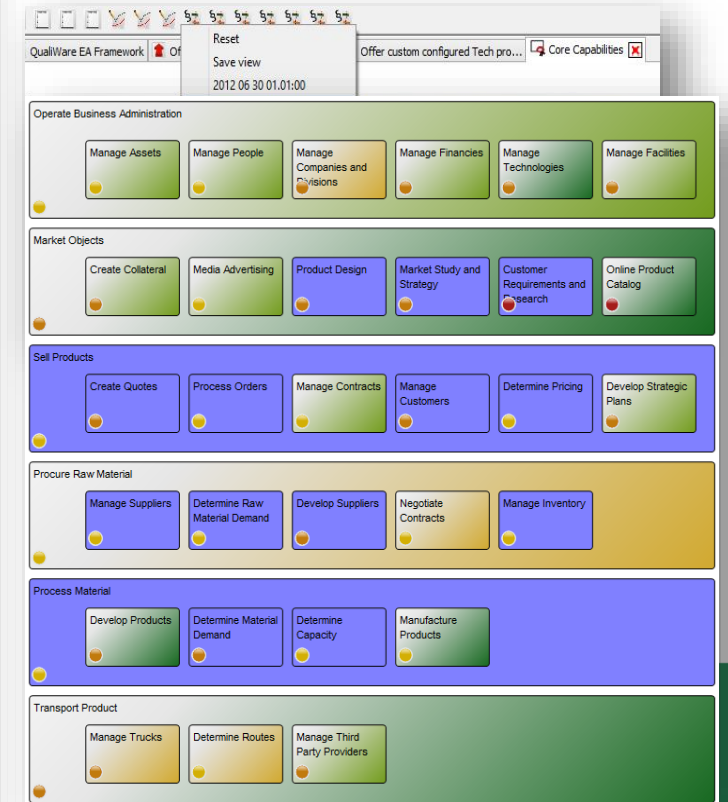 Reset
Save view
2012 06 30 01.01:00
QualiWare EA Framework
Of
Offer custom configured Tech pro...
Core Capabilities
Operate Business Administration
Manage Assets
Manage People
Manage
Companies and
Divisions
Manage Financies
Manage
Technologies
Manage Facilities
Market Objects
Create Collateral
Media Advertising
Product Design
Market Study and
Strategy
Customer
Requirements and
Research
Online Product
Catalog
Sell Products
Create Quotes
Process Orders
Manage Contracts
Manage
Customers
Determine Pricing
Develop Strategic
Plans
Procure Raw Material
Manage Suppliers
Determine Raw
Material Demand
Develop Suppliers
Negotiate
Contracts
Manage Inventory
Process Material
Develop Products
Determine Material
Demand
Determine
Capacity
Manufacture
Products
Transport Product
Manage Trucks
Determine Routes
Manage Third
Party Providers